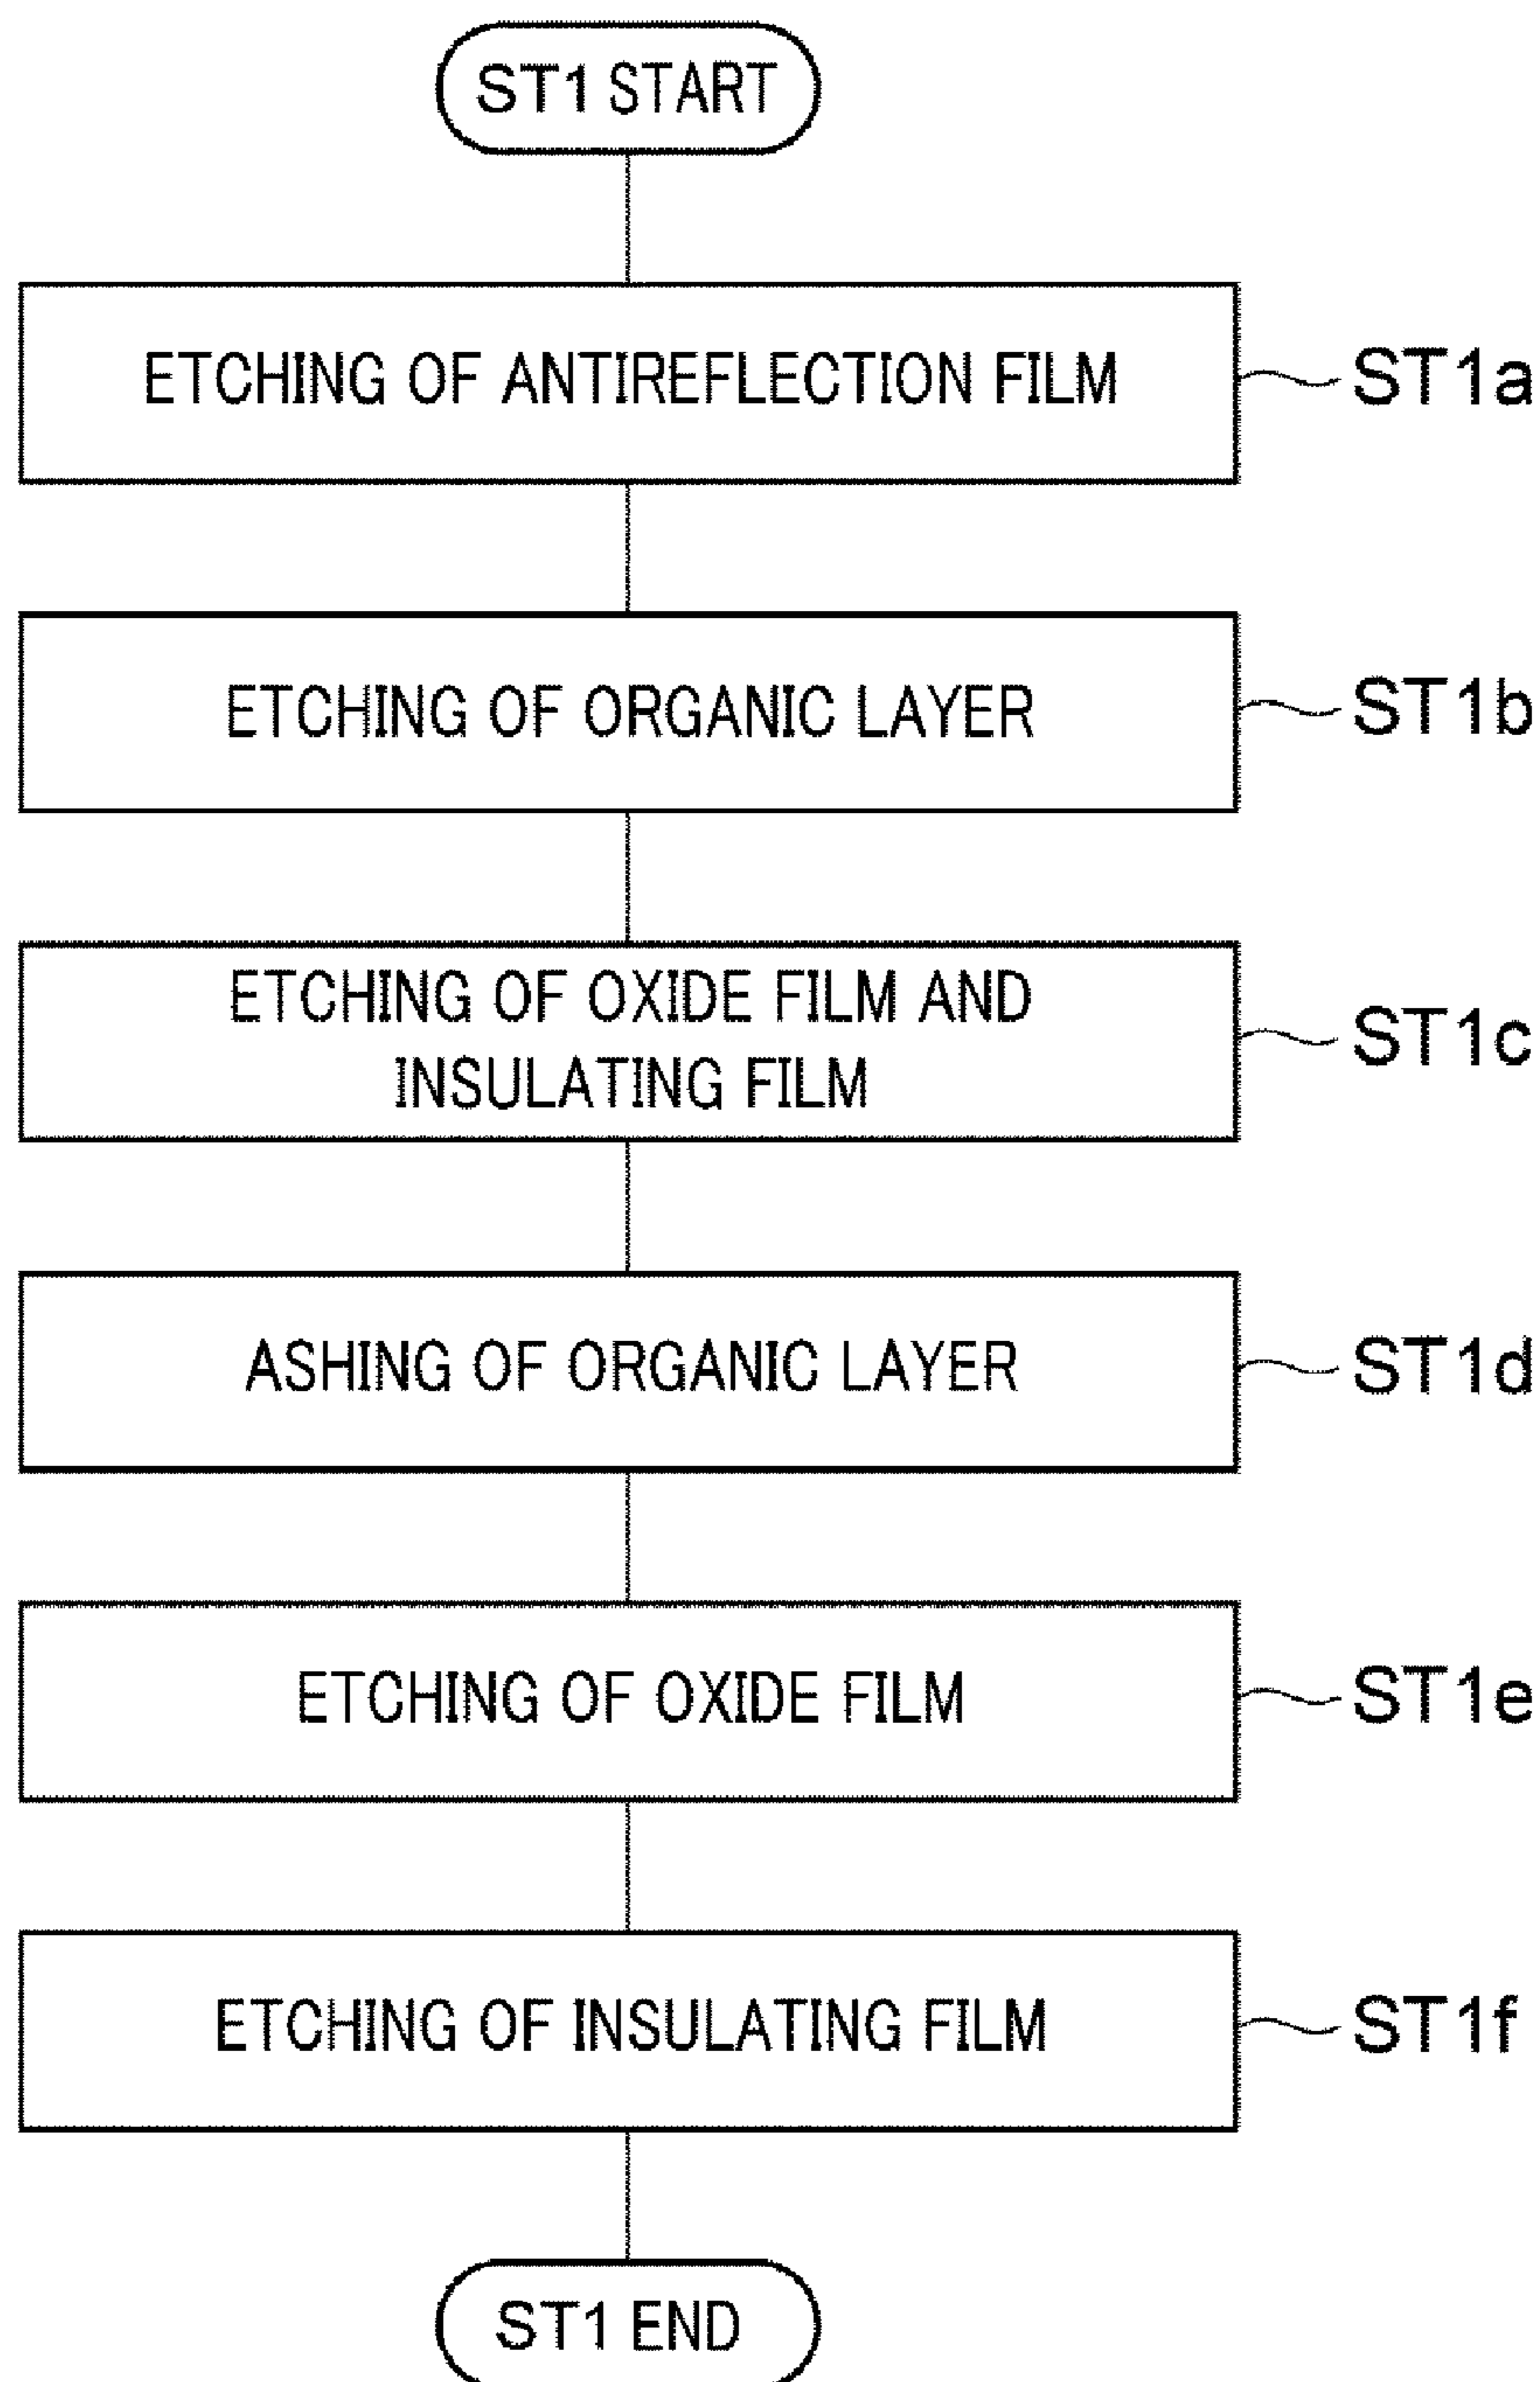 ST1 START
ETCHING OF ANTIREFLECTION FILM
ST1a
ETCHING OF ORGANIC LAYER
ST1b
ETCHING OF OXIDE FILM AND
INSULATING FILM
ST1c
ASHING OF ORGANIC LAYER
ST1d
ETCHING OF OXIDE FILM
ST1e
ETCHING OF INSULATING FILM
ST1f
ST1 END